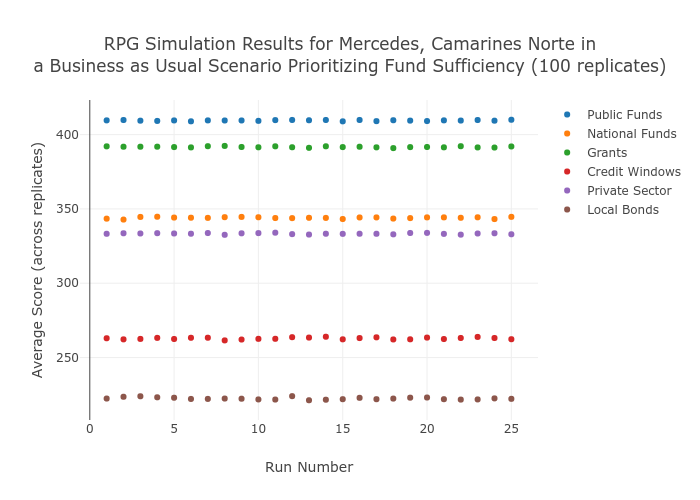 RPG Simulation Results for Mercedes, Camarines Norte in
a Business as Usual Scenario Prioritizing Fund Sufficiency (100 replicates)
Public Funds
National Funds
Grants
Credit Windows
Private Sector
Local Bonds
Average Score (across replicates)
400
350
300
250
0
5
10
15
20
25
Run Number